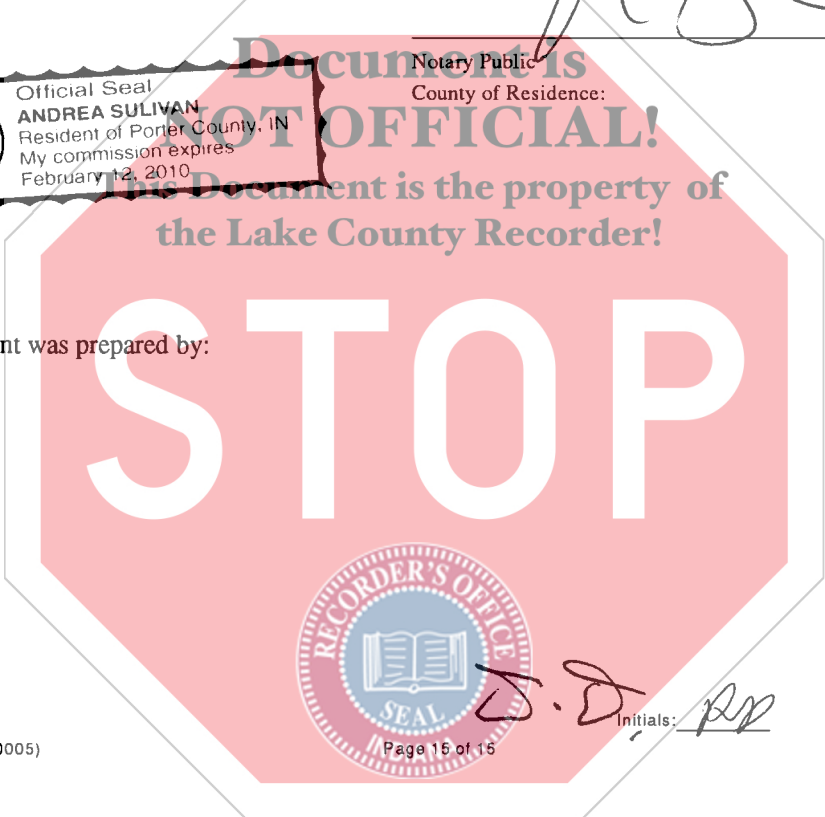 Document is
Notary Public
County of Residence:
Official Seal
ANDREA SULIVAN
Resident of Porter County, IN
My commission expires
February 12, 2010
NOT OFFICIAL!
This Document is the property of
the Lake County Recorder!
nt was prepared by:
STOP
RECORDER'S OFFICE
SEAL
INDIANA
J.D.
Initials:
0005)
Page 15 of 15